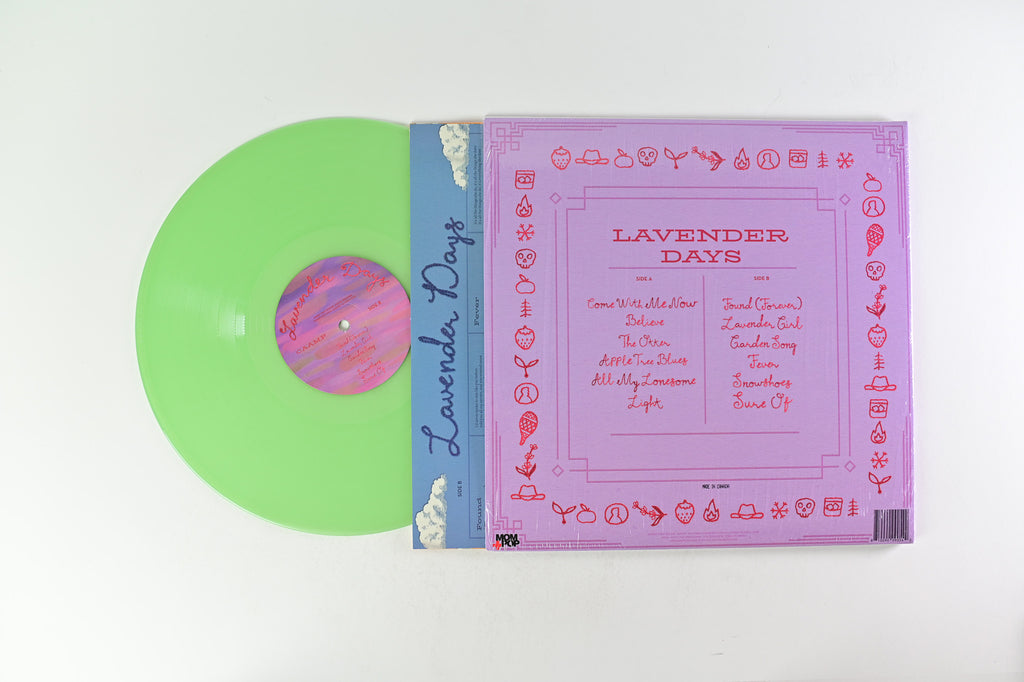 Lavender Days
CAAMP
Lavender Days
SIDE B
Found
Fever
LAVENDER
DAYS
SIDE A
Come With Me Now
Believe
The Otter
Apple Tree Blues
All My Lonesome
Light
SIDE B
Found (Forever)
Lavender Girl
Garden Song
Fever
Snowshoes
Sure Of
MADE IN CANADA
MOM
POP